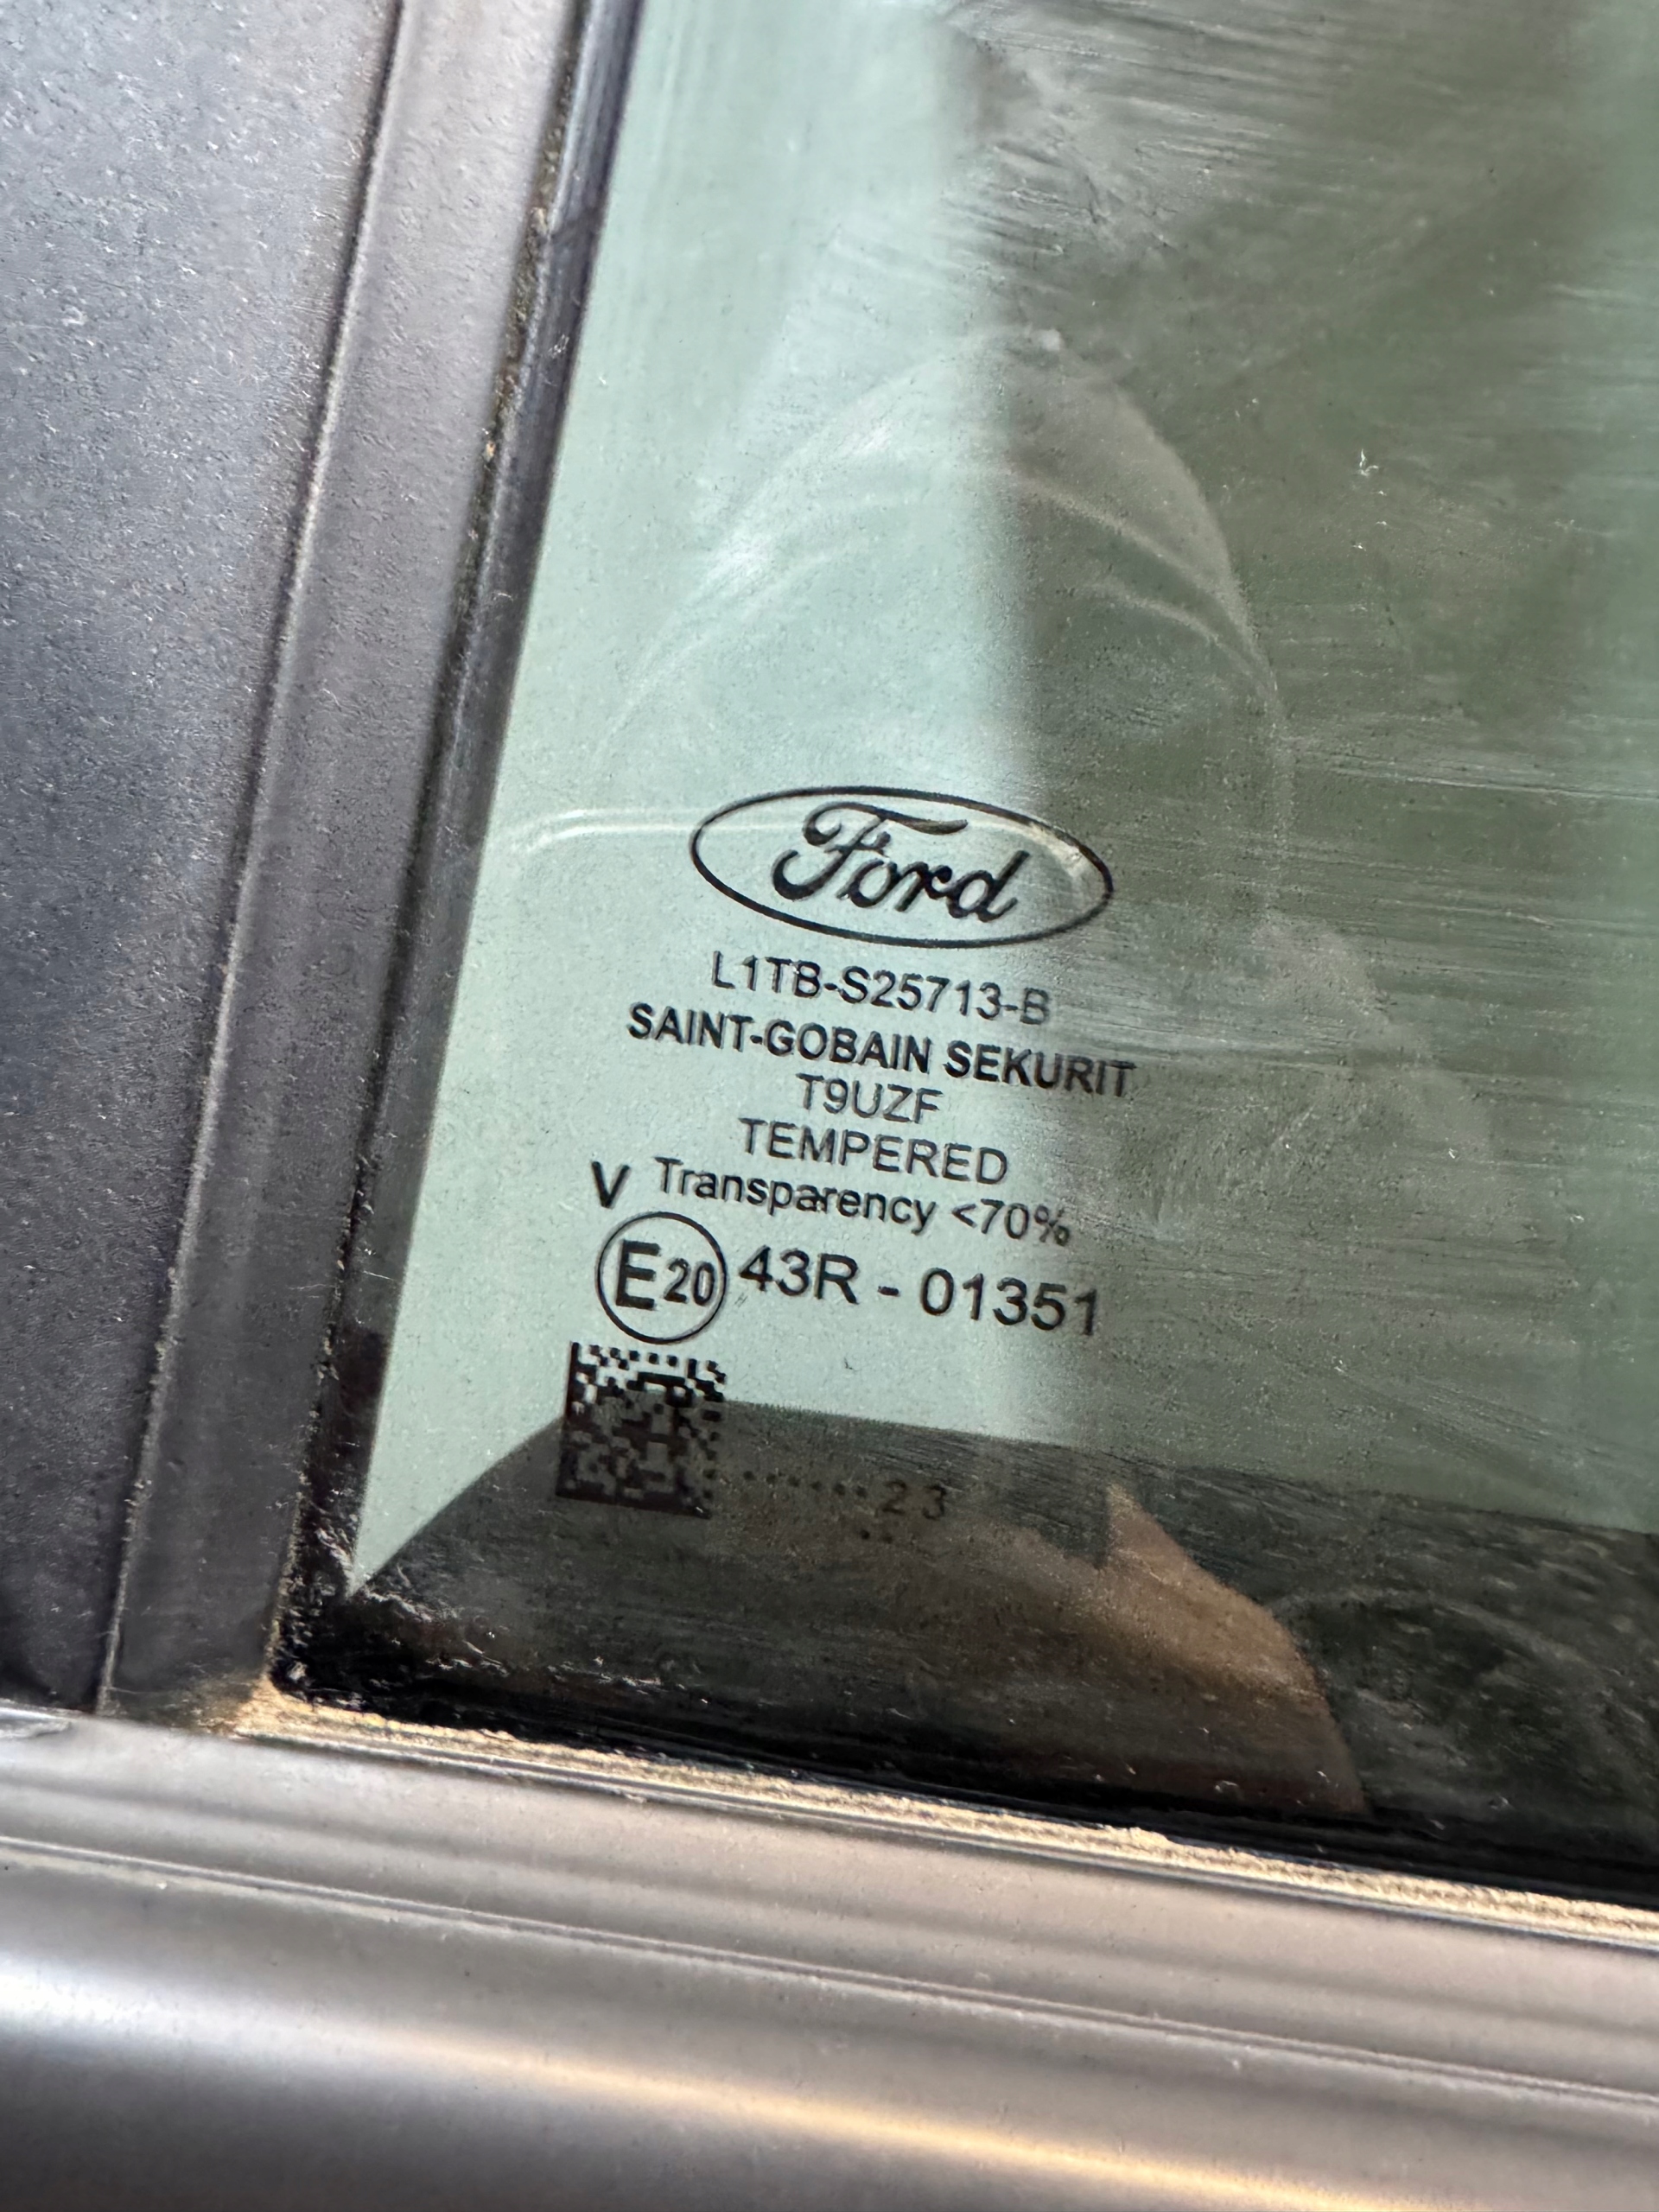 Ford
L1TB-S25713-B
SAINT-GOBAIN SEKURIT
T9UZF
TEMPERED
V Transparency <70%
E20 43R - 01351
·······23
··